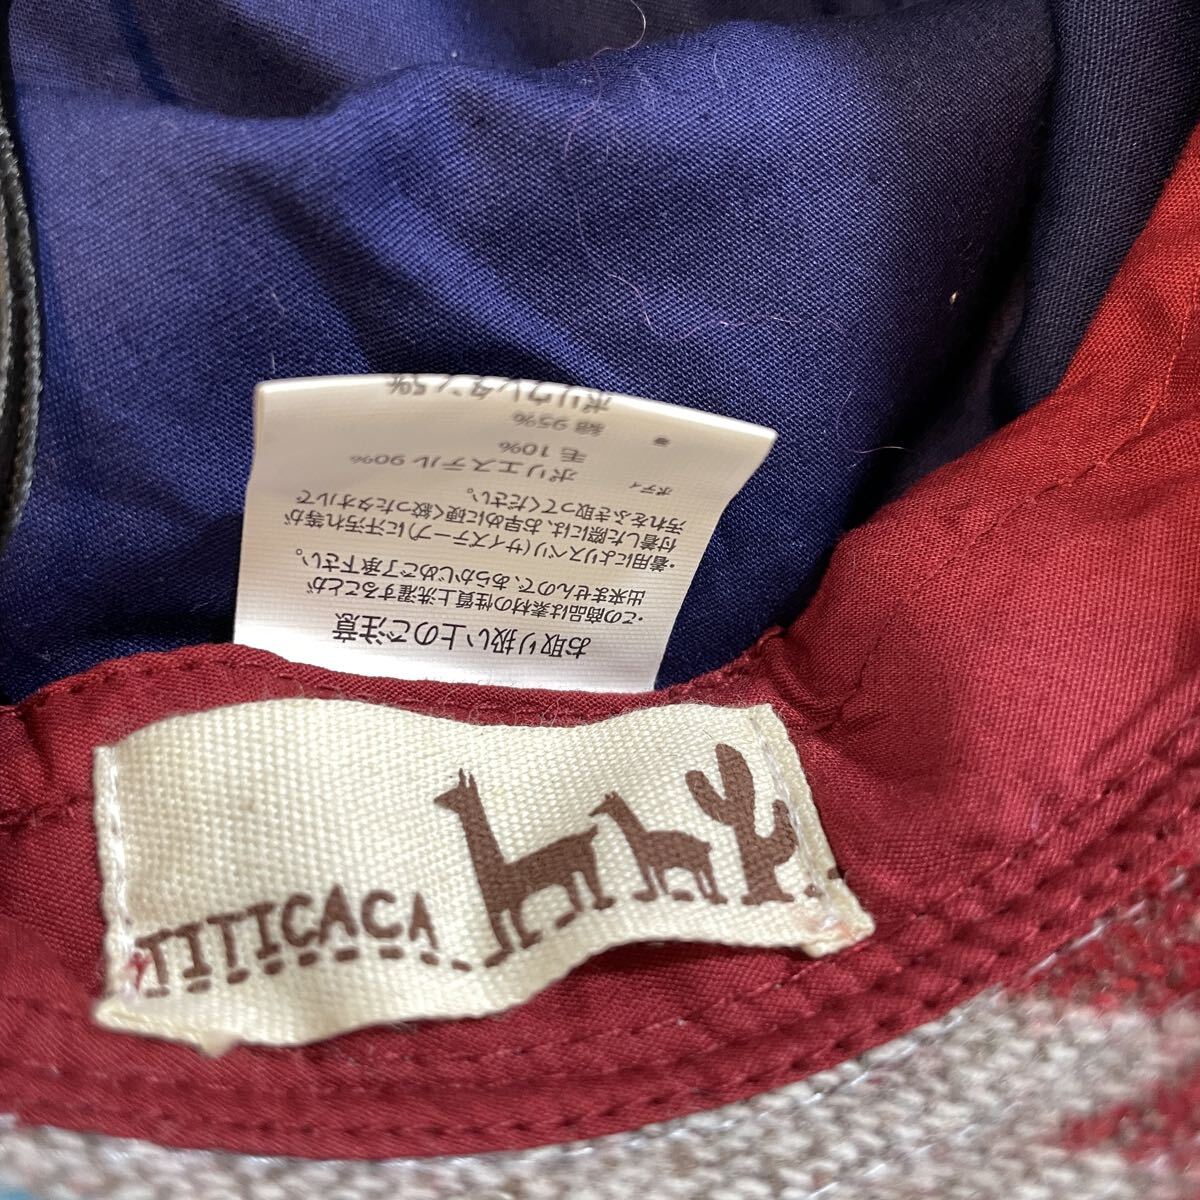 お取り扱い上のご注意
・この商品は素材の性質上洗濯することが
出来ませんので、あらかじめご了承下さい。
・着用によりスベリ(サイズテープ)に汗汚れ等が
付着した際には、お早めに硬く絞ったタオルで
汚れをふき取ってください。
ボディ ポリエステル 90%
毛 10%
綿 95%
ポリウレタン 5%
TITICACA